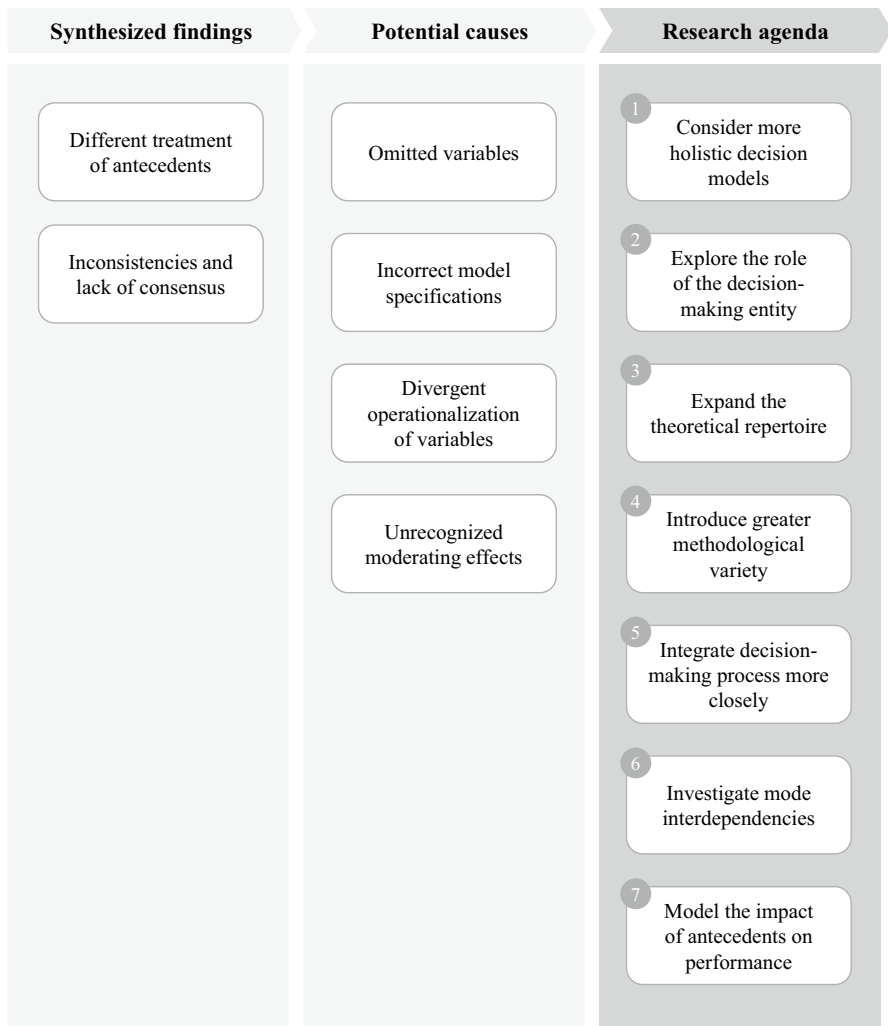 Synthesized findings
Different treatment
of antecedents
Inconsistencies and
lack of consensus
Potential causes
Omitted variables
Incorrect model
specifications
Divergent
operationalization
of variables
Unrecognized
moderating effects
Research agenda
1
Consider more
holistic decision
models
2
Explore the role
of the decision-
making entity
3
Expand the
theoretical repertoire
4
Introduce greater
methodological
variety
5
Integrate decision-
making process more
closely
6
Investigate mode
interdependencies
7
Model the impact
of antecedents on
performance